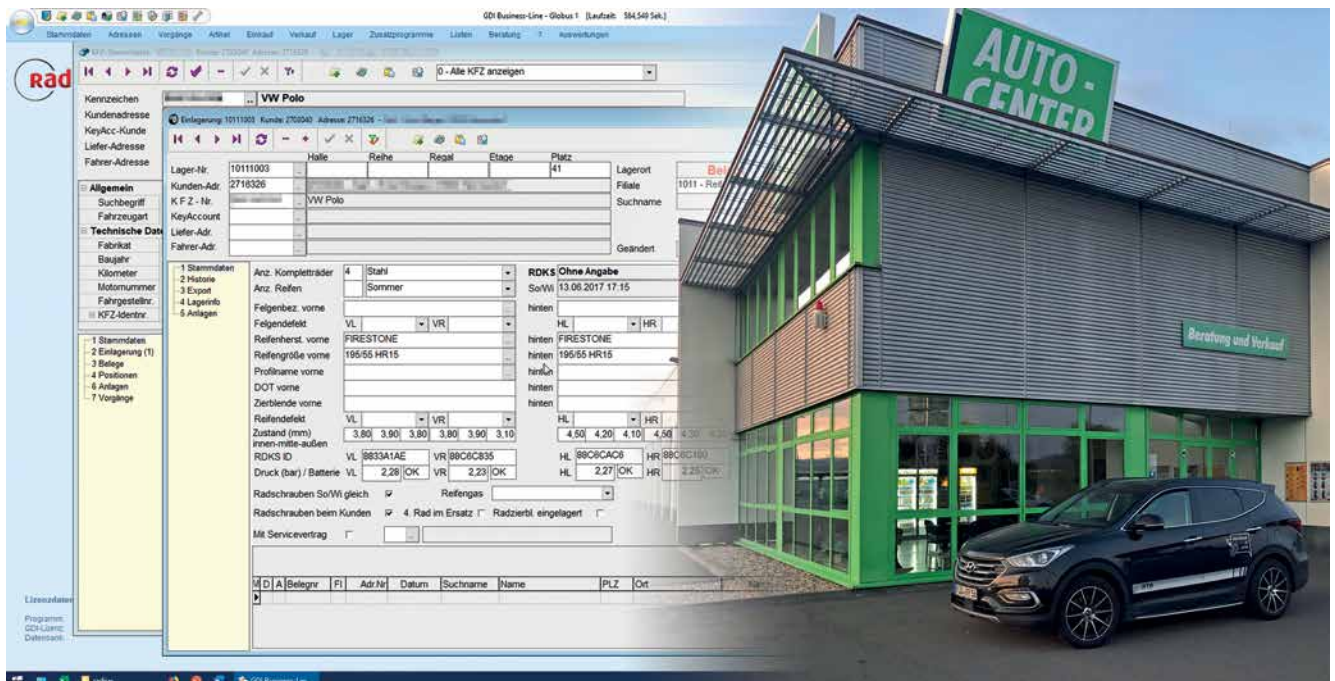 GDI Business-Line - Globus 1 [Laufzeit: 584,549 Sek.]
Stammdaten Adressen Vorgänge Artikel Einkauf Verkauf Lager Zusatzprogramme Listen Beratung ? Auswertungen
Rad
0 - Alle KFZ anzeigen
Kennzeichen VW Polo
Kundenadresse
KeyAcc-Kunde
Liefer-Adresse
Fahrer-Adresse
Allgemein
Suchbegriff
Fahrzeugart
Technische Date
Fabrikat
Baujahr
Kilometer
Motornummer
Fahrgestellnr.
KFZ-Identnr.
1 Stammdaten
2 Einlagerung (1)
3 Belege
4 Positionen
6 Anlagen
7 Vorgänge
Einlagerung: 10111003 Kunde: 2703040 Adresse: 2716326 -
Halle Reihe Regal Etage Platz
Lager-Nr. 10111003 41 Lagerort Bei
Kunden-Adr. 2716326 Filiale 1011 - Rei
K F Z - Nr. VW Polo Suchname
KeyAccount
Liefer-Adr.
Fahrer-Adr. Geändert
1 Stammdaten
2 Historie
3 Export
4 Lagerinfo
5 Anlagen
Anz. Kompletträder 4 Stahl RDKS Ohne Angabe
Anz. Reifen Sommer So/Wi 13.06.2017 17:15
Felgenbez. vorne hinten
Felgendefekt VL VR HL HR
Reifenherst. vorne FIRESTONE hinten FIRESTONE
Reifengröße vorne 195/55 HR15 hinten 195/55 HR15
Profilname vorne hinten
DOT vorne hinten
Zierblende vorne hinten
Reifendefekt VL VR HL HR
Zustand (mm) 3,80 3,90 3,80 3,80 3,90 3,10 4,50 4,20 4,10 4,50
innen-mitte-außen
RDKS ID VL 8833A1AE VR 88C6C835 HL 88C6CAC6 HR 88C6C100
Druck (bar) / Batterie VL 2,28 OK VR 2,23 OK HL 2,27 OK HR 2,25 OK
Radschrauben So/Wi gleich Reifengas
Radschrauben beim Kunden 4. Rad im Ersatz Radzierbl. eingelagert
Mit Servicevertrag
M D A Belegnr Fl Adr.Nr Datum Suchname Name PLZ Ort
Lizenzdaten
Programm:
GDI-Lizenz:
Datenbank:
GDI Business-Lin
AUTO-
CENTER
Beratung und Verkauf